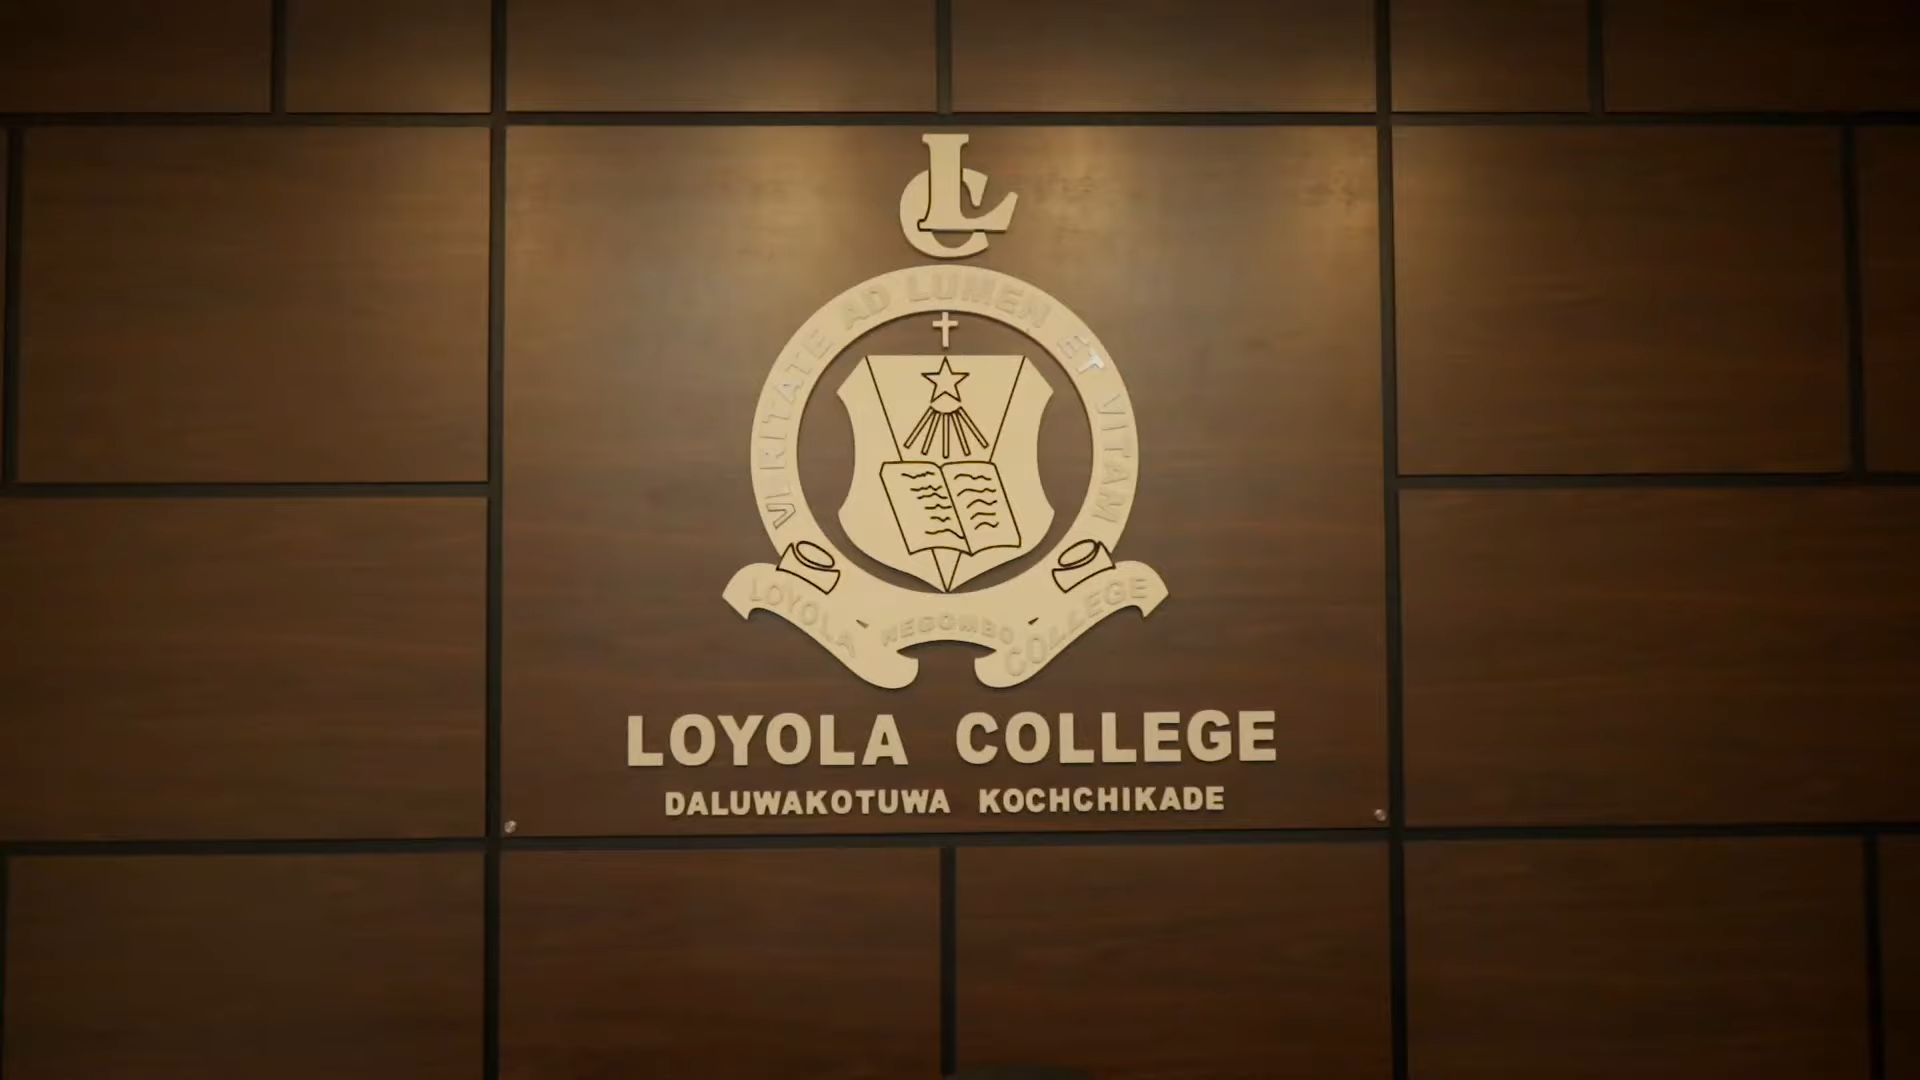 LC
VERITATE AD LUMEN ET VITAM
LOYOLA - NEGOMBO - COLLEGE
LOYOLA COLLEGE
DALUWAKOTUWA KOCHCHIKADE